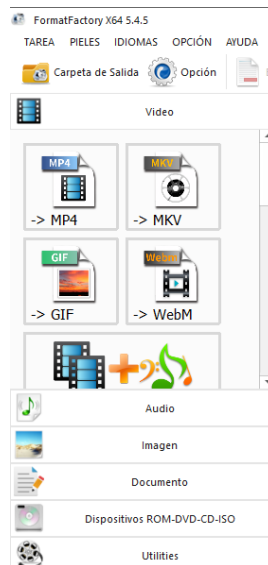 FormatFactory X64 5.4.5
TAREA PIELES IDIOMAS OPCIÓN AYUDA
Carpeta de Salida Opción
Video
MP4 MKV
-> MP4 -> MKV
GIF WebM
-> GIF -> WebM
Audio
Imagen
Documento
Dispositivos ROM-DVD-CD-ISO
Utilities